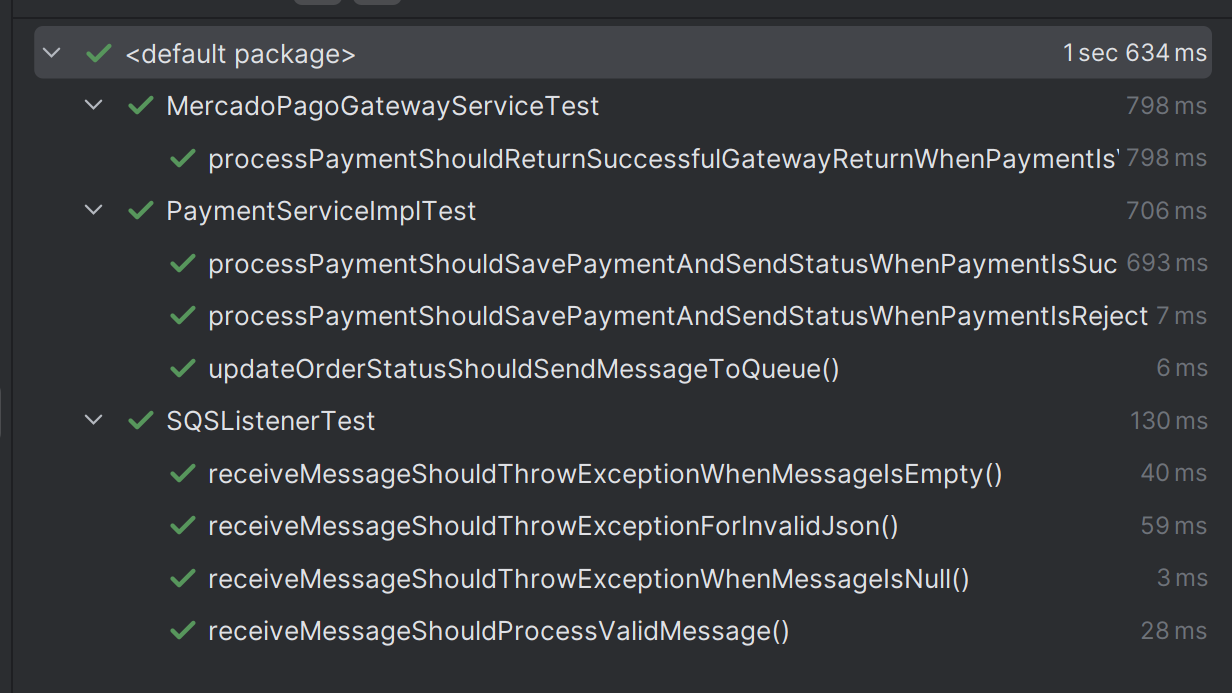 <default package> 1 sec 634 ms
MercadoPagoGatewayServiceTest 798 ms
processPaymentShouldReturnSuccessfulGatewayReturnWhenPaymentIs 798 ms
PaymentServiceImplTest 706 ms
processPaymentShouldSavePaymentAndSendStatusWhenPaymentIsSuc 693 ms
processPaymentShouldSavePaymentAndSendStatusWhenPaymentIsReject 7 ms
updateOrderStatusShouldSendMessageToQueue() 6 ms
SQSListenerTest 130 ms
receiveMessageShouldThrowExceptionWhenMessageIsEmpty() 40 ms
receiveMessageShouldThrowExceptionForInvalidJson() 59 ms
receiveMessageShouldThrowExceptionWhenMessageIsNull() 3 ms
receiveMessageShouldProcessValidMessage() 28 ms